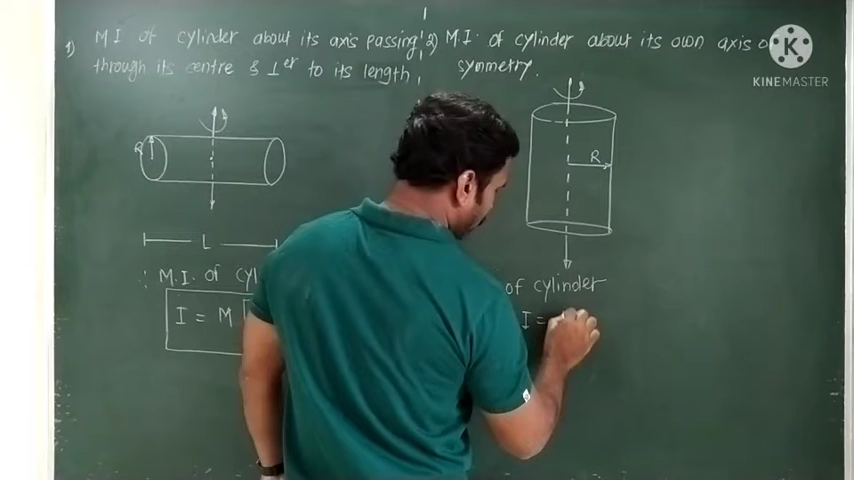 1) M I of cylinder about its axis passing
through its centre & ⊥er to its length
R
L
∴ M.I. of cyl
I = M
2) M.I. of cylinder about its own axis o
symmetry.
R
of cylinder
I =
K
KINEMASTER